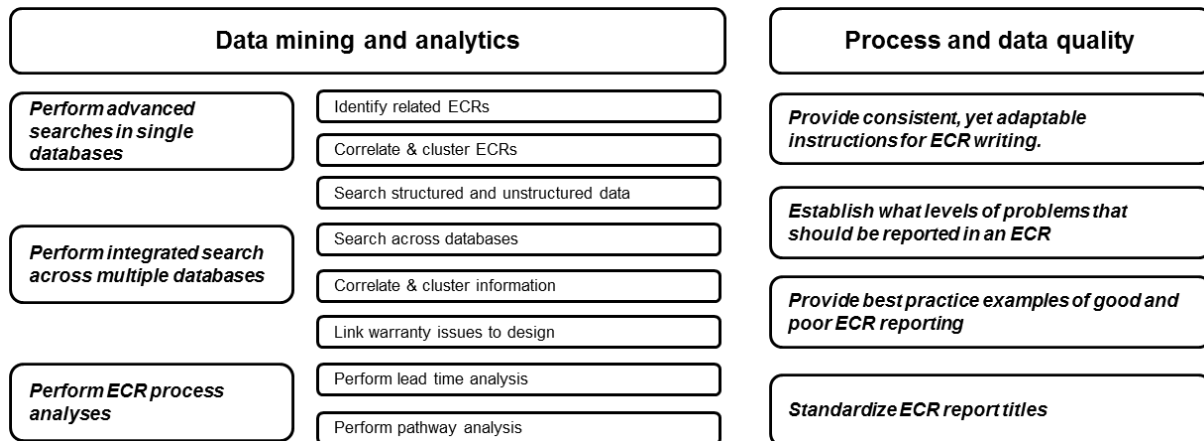 Data mining and analytics
Perform advanced
searches in single
databases
Identify related ECRs
Correlate & cluster ECRs
Search structured and unstructured data
Perform integrated search
across multiple databases
Search across databases
Correlate & cluster information
Link warranty issues to design
Perform ECR process
analyses
Perform lead time analysis
Perform pathway analysis
Process and data quality
Provide consistent, yet adaptable
instructions for ECR writing.
Establish what levels of problems that
should be reported in an ECR
Provide best practice examples of good and
poor ECR reporting
Standardize ECR report titles